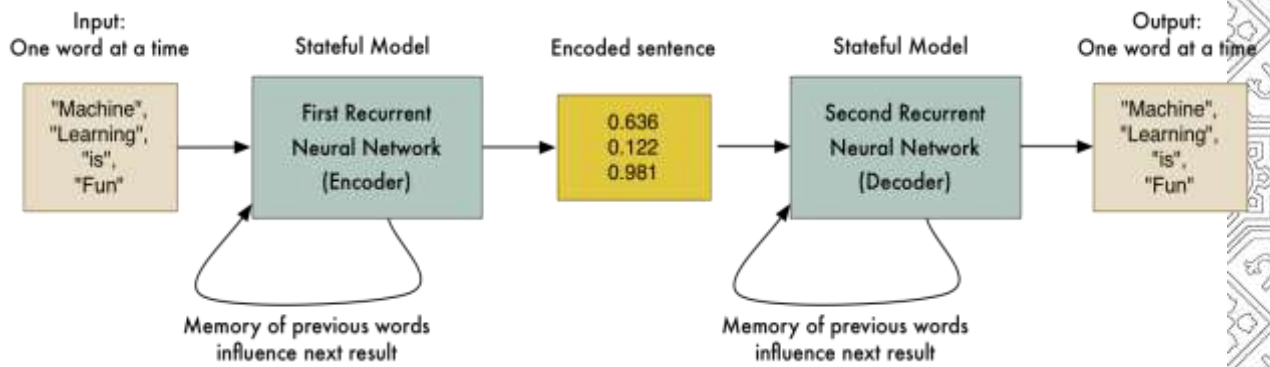 Input:
One word at a time
Stateful Model
Encoded sentence
Stateful Model
Output:
One word at a time
"Machine",
"Learning",
"is",
"Fun"
First Recurrent
Neural Network
(Encoder)
0.636
0.122
0.981
Second Recurrent
Neural Network
(Decoder)
"Machine",
"Learning",
"is",
"Fun"
Memory of previous words
influence next result
Memory of previous words
influence next result